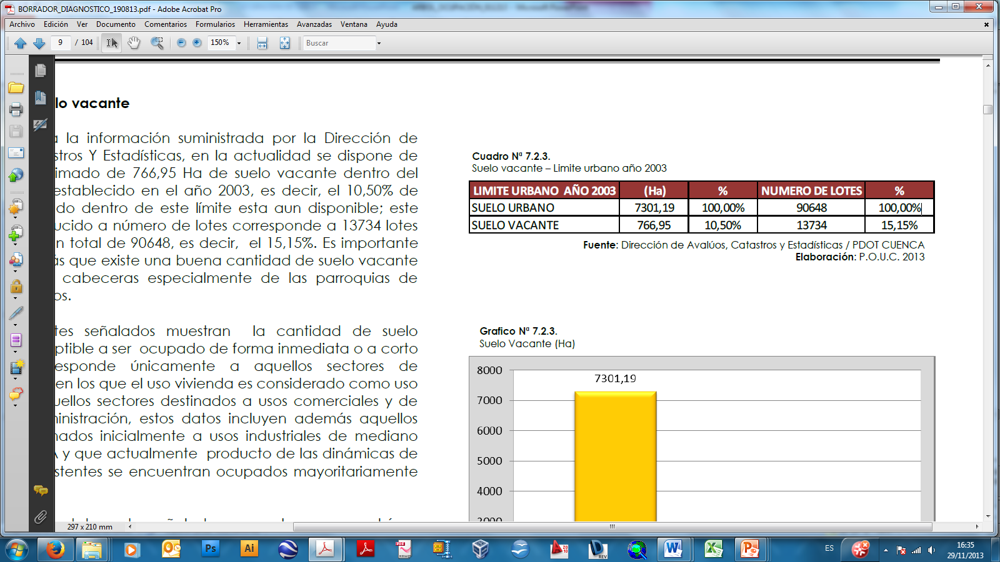 BORRADOR_DIAGNOSTICO_190813.pdf - Adobe Acrobat Pro
Archivo Edición Ver Documento Comentarios Formularios Herramientas Avanzadas Ventana Ayuda
9 / 104 150% Buscar
lo vacante
a la información suministrada por la Dirección de
stros Y Estadísticas, en la actualidad se dispone de
imado de 766,95 Ha de suelo vacante dentro del
establecido en el año 2003, es decir, el 10,50% de
do dentro de este límite esta aun disponible; este
ucido a número de lotes corresponde a 13734 lotes
n total de 90648, es decir, el 15,15%. Es importante
ás que existe una buena cantidad de suelo vacante
cabeceras especialmente de las parroquias de
os.
tes señalados muestran la cantidad de suelo
ptible a ser ocupado de forma inmediata o a corto
esponde únicamente a aquellos sectores de
en los que el uso vivienda es considerado como uso
uellos sectores destinados a usos comerciales y de
ministración, estos datos incluyen además aquellos
nados inicialmente a usos industriales de mediano
A y que actualmente producto de las dinámicas de
istentes se encuentran ocupados mayoritariamente
Cuadro Nª 7.2.3.
Suelo vacante – Limite urbano año 2003
LIMITE URBANO AÑO 2003 (Ha) % NUMERO DE LOTES %
SUELO URBANO 7301,19 100,00% 90648 100,00%
SUELO VACANTE 766,95 10,50% 13734 15,15%
Fuente: Dirección de Avalúos, Catastros y Estadísticas / PDOT CUENCA
Elaboración: P.O.U.C. 2013
Grafico Nª 7.2.3.
Suelo Vacante (Ha)
8000
7301,19
7000
6000
5000
4000
3000
297 x 210 mm
Ps Ai
ES
16:35
29/11/2013